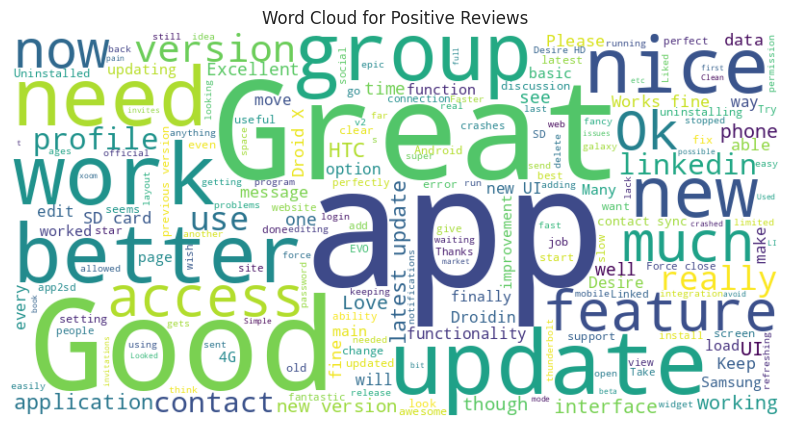 Word Cloud for Positive Reviews
now
version
group
nice
need
Great
app
Good
work
better
update
new
Ok
much
feature
really
linkedin
access
use
profile
contact
application
back
pain
still
idea
Uninstalled
updating
Excellent
looking
invites
move
time
function
social
go
epic
full
Desire HD
running
Please
latest
perfect
data
first
Liked
Clean
permission
basic
discussion
see
Works fine
way
etc
connection
Faster
real
last
web
fancy
uninstalling
Try
phone
useful
v2
far
crashes
SD
stopped
issues
fix
able
space
Droid X
clear
s
Android
super
delete
galaxy
possible
easy
anything
even
HTC
option
perfectly
send
best
error
run
adding
new UI
Many
want
lack
t
ages
official
previous version
getting
program
message
problems
website
xoom
layout
edit
SD card
seems
one
login
add
contact sync
limited
Used
worked
star
another
done
editing
EVO
give
waiting
Thanks
market
fast
job
start
improvement
slow
crashed
LI
make
wish
page
site
force
password
latest update
notifications
finally
Droidin
well
Force close
Desire
mobile
Linked
integration
avoid
every
book
app2sd
allowed
setting
people
gets
Simple
keeping
Love
ability
main
fine
needed
functionality
support
load
UI
screen
install
refreshing
using
Looked
sent
4G
change
updated
bit
thunderbolt
open
view
Take
Keep
Samsung
easily
invitations
think
old
will
release
though
interface
beta
widget
working
new version
fantastic
look
awesome
mode